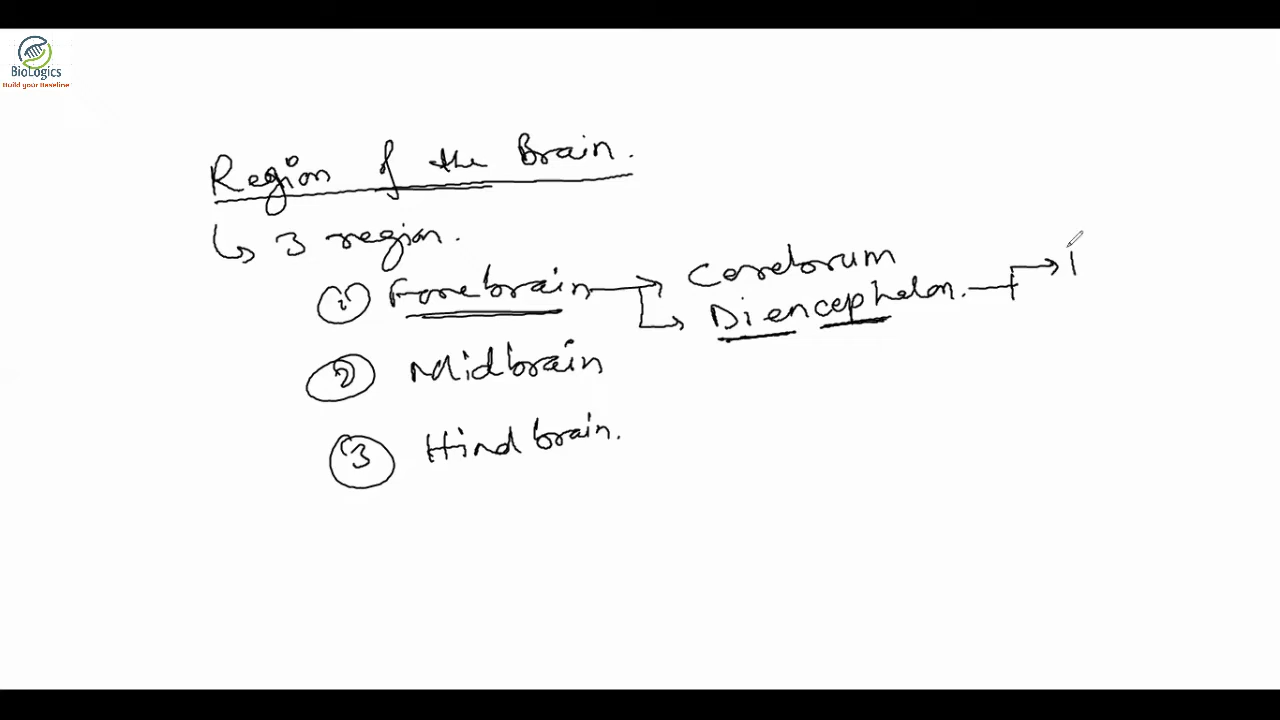 BioLogics
Build your Baseline
Region of the Brain.
↳ 3 region.
① Forebrain → Cerebrum
↳ Diencephalon. →
② Midbrain
③ Hind brain.